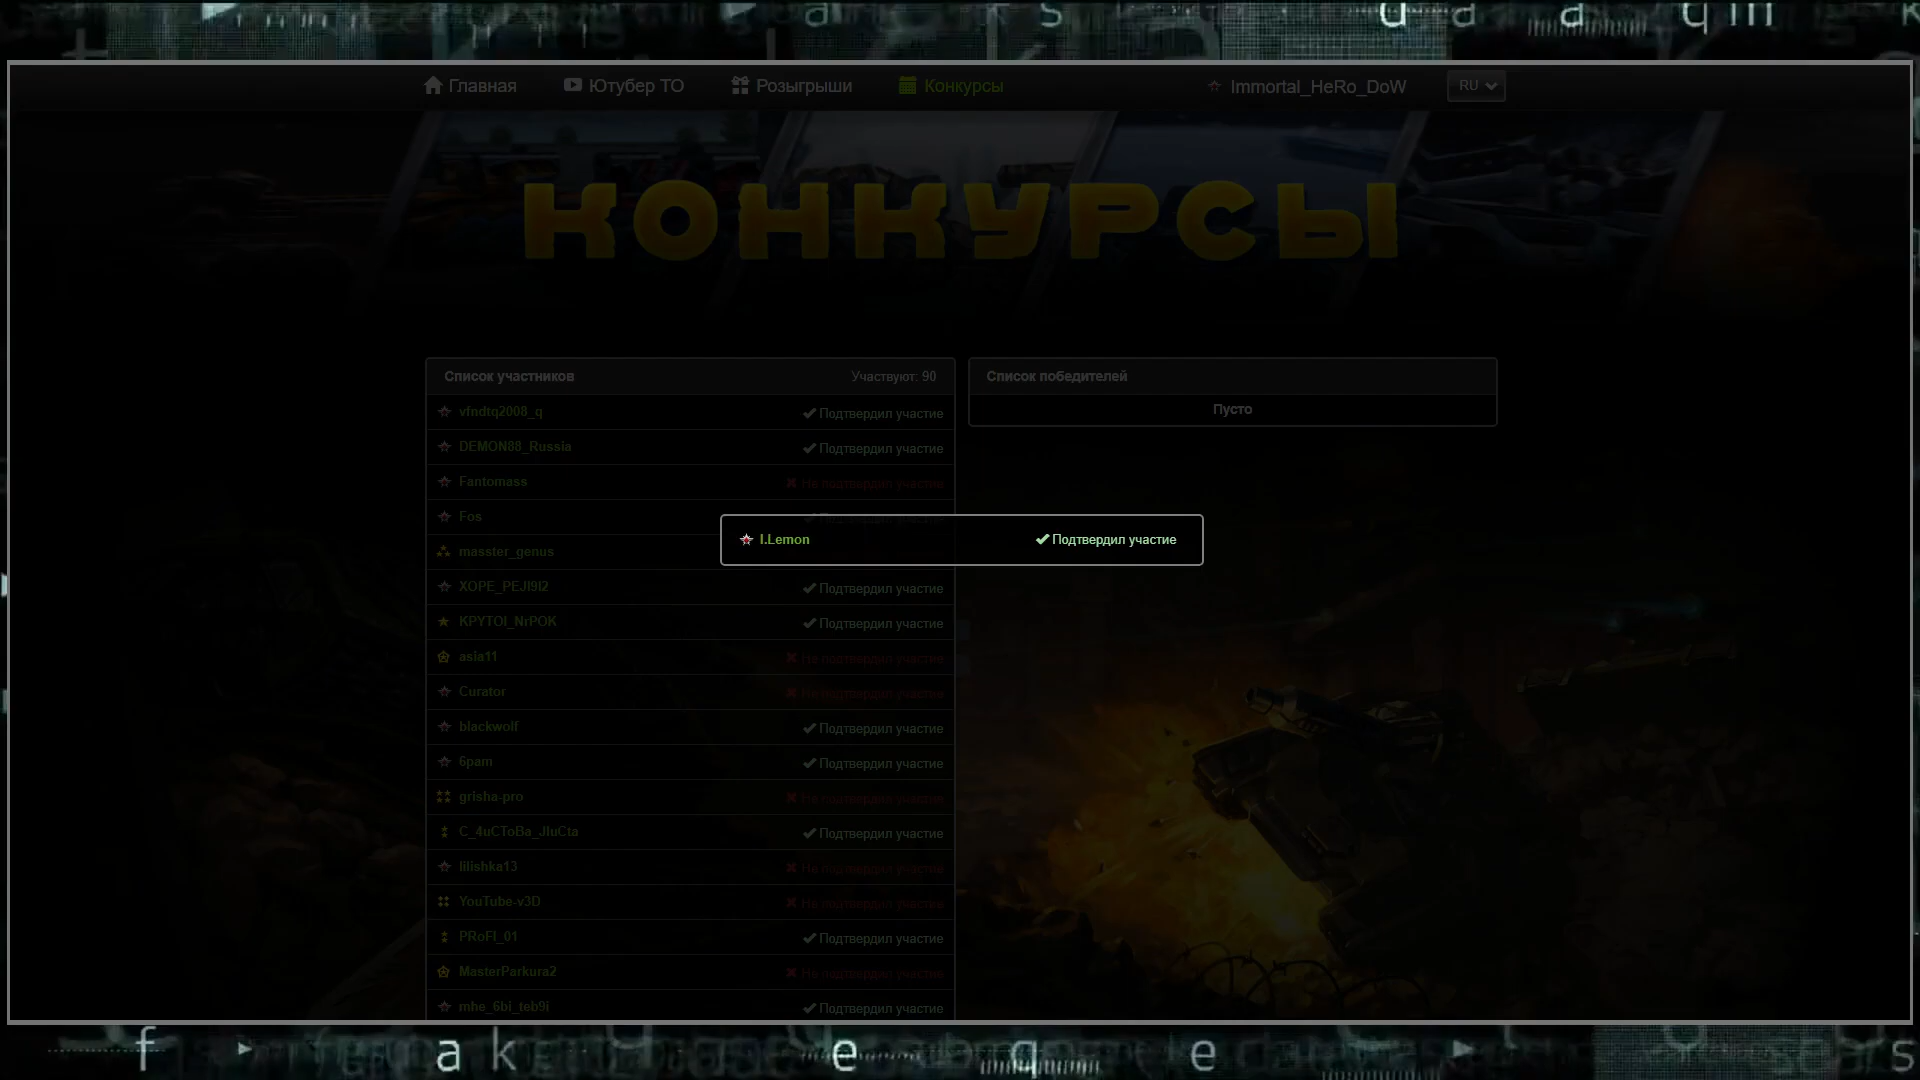 Главная Ютубер ТО Розыгрыши Конкурсы Immortal_HeRo_DoW RU
КОНКУРСЫ
Список участников Участвуют: 90
vfndtq2008_q Подтвердил участие
DEMON88_Russia Подтвердил участие
Fantomass Не подтвердил участие
Fos
masster_genus
I.Lemon Подтвердил участие
XOPE_PEJI9I2 Подтвердил участие
KPYTOI_NrPOK Подтвердил участие
asia11 Не подтвердил участие
Curator Не подтвердил участие
blackwolf Подтвердил участие
6pam Подтвердил участие
grisha-pro Не подтвердил участие
C_4uCToBa_JIuCta Подтвердил участие
lilishka13 Не подтвердил участие
YouTube-v3D Не подтвердил участие
PRoFI_01 Подтвердил участие
MasterParkura2 Не подтвердил участие
mhe_6bi_teb9i Подтвердил участие
Список победителей
Пусто